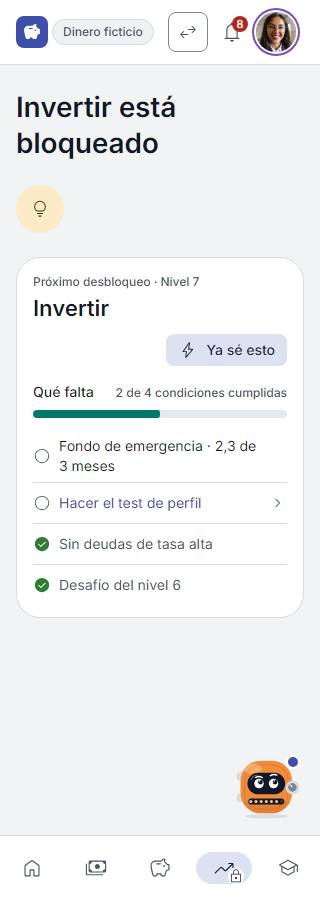 Dinero ficticio
8
Invertir está
bloqueado
Próximo desbloqueo · Nivel 7
Invertir
Ya sé esto
Qué falta
2 de 4 condiciones cumplidas
Fondo de emergencia · 2,3 de
3 meses
Hacer el test de perfil
Sin deudas de tasa alta
Desafío del nivel 6